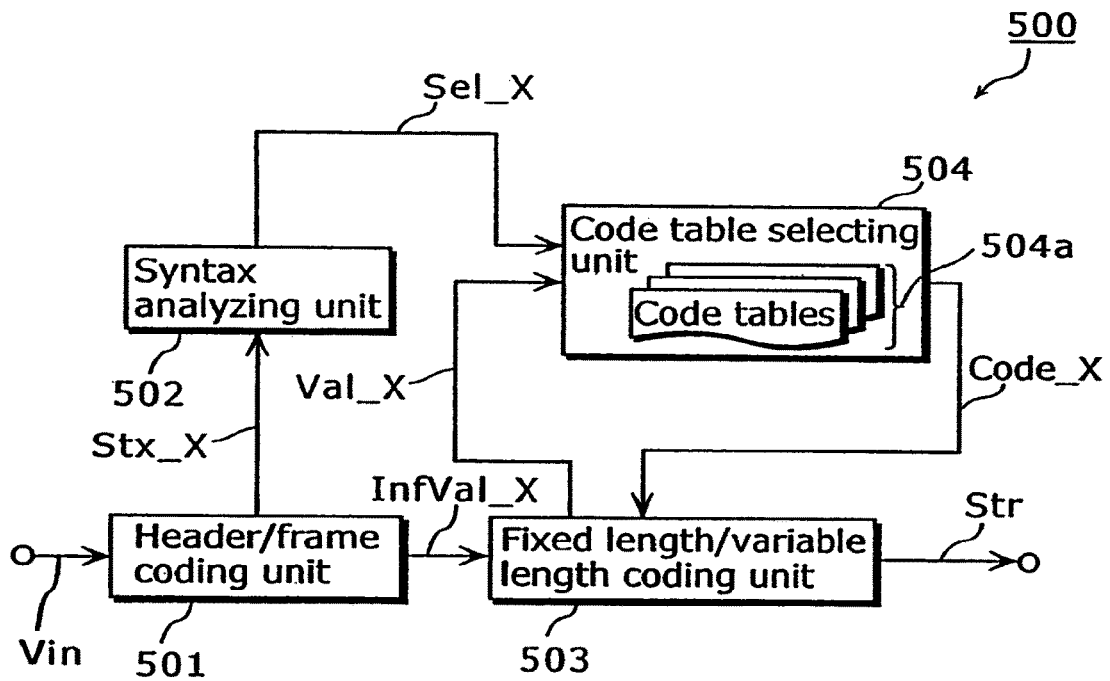 500
Sel_X
504
Code table selecting
unit
504a
Code tables
Syntax
analyzing unit
502
Val_X
Code_X
Stx_X
InfVal_X
Str
Header/frame
coding unit
Fixed length/variable
length coding unit
Vin
501
503